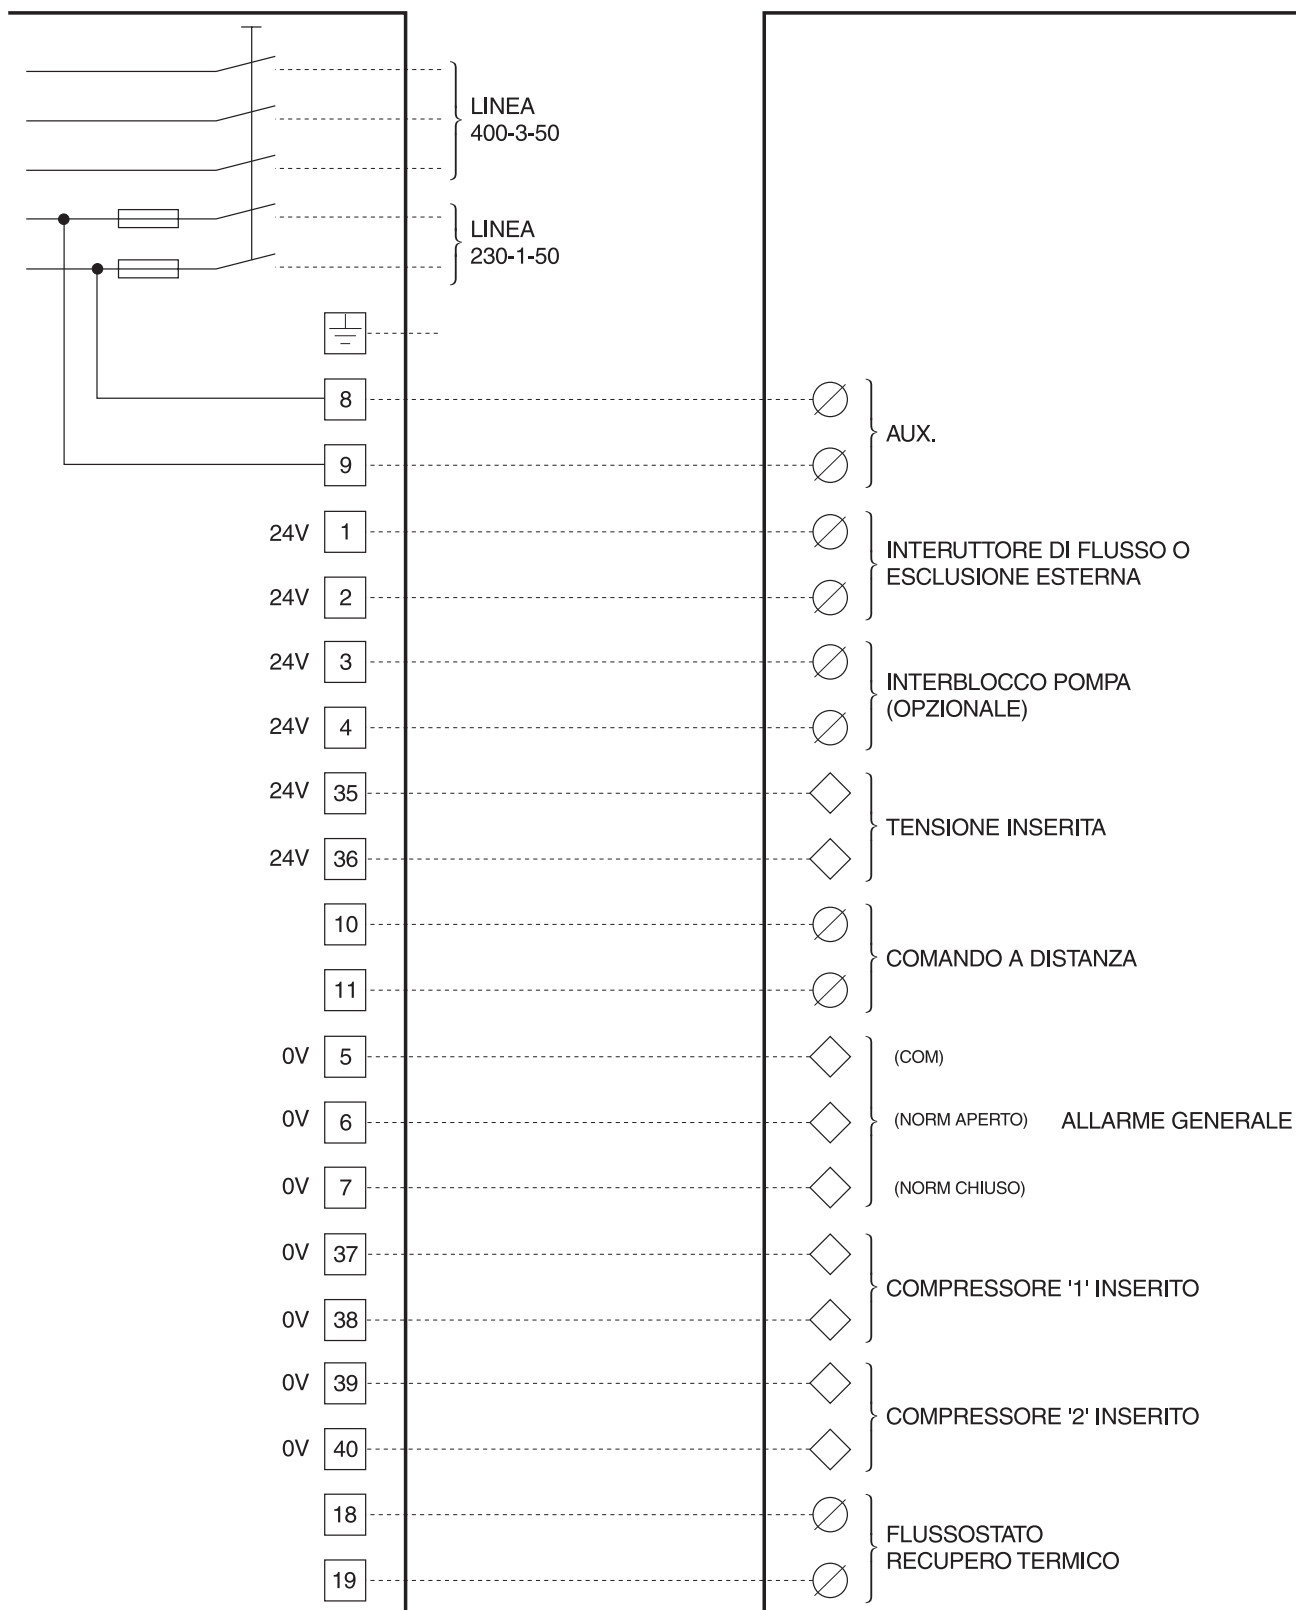 LINEA
400-3-50
LINEA
230-1-50
8
9
AUX.
24V 1
24V 2
INTERUTTORE DI FLUSSO O
ESCLUSIONE ESTERNA
24V 3
24V 4
INTERBLOCCO POMPA
(OPZIONALE)
24V 35
24V 36
TENSIONE INSERITA
10
11
COMANDO A DISTANZA
0V 5 (COM)
0V 6 (NORM APERTO) ALLARME GENERALE
0V 7 (NORM CHIUSO)
0V 37
0V 38
COMPRESSORE '1' INSERITO
0V 39
0V 40
COMPRESSORE '2' INSERITO
18
19
FLUSSOSTATO
RECUPERO TERMICO